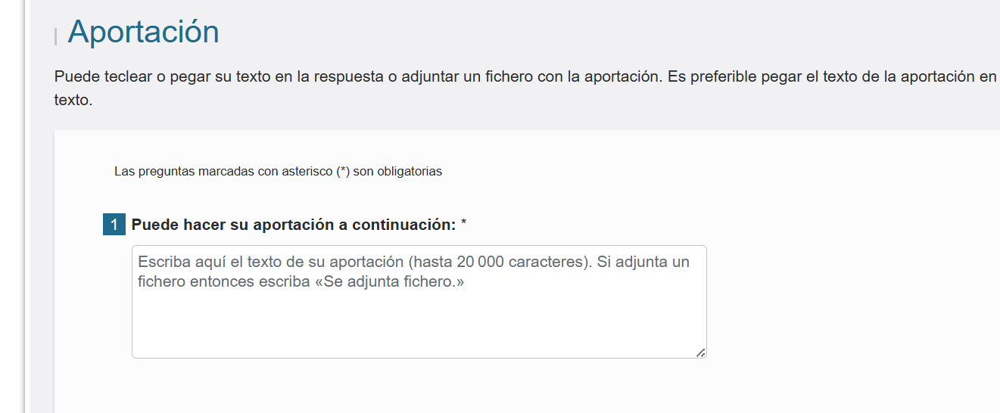 Aportación
Puede teclear o pegar su texto en la respuesta o adjuntar un fichero con la aportación. Es preferible pegar el texto de la aportación en
texto.
Las preguntas marcadas con asterisco (*) son obligatorias
1 Puede hacer su aportación a continuación: *
Escriba aquí el texto de su aportación (hasta 20 000 caracteres). Si adjunta un
fichero entonces escriba «Se adjunta fichero.»